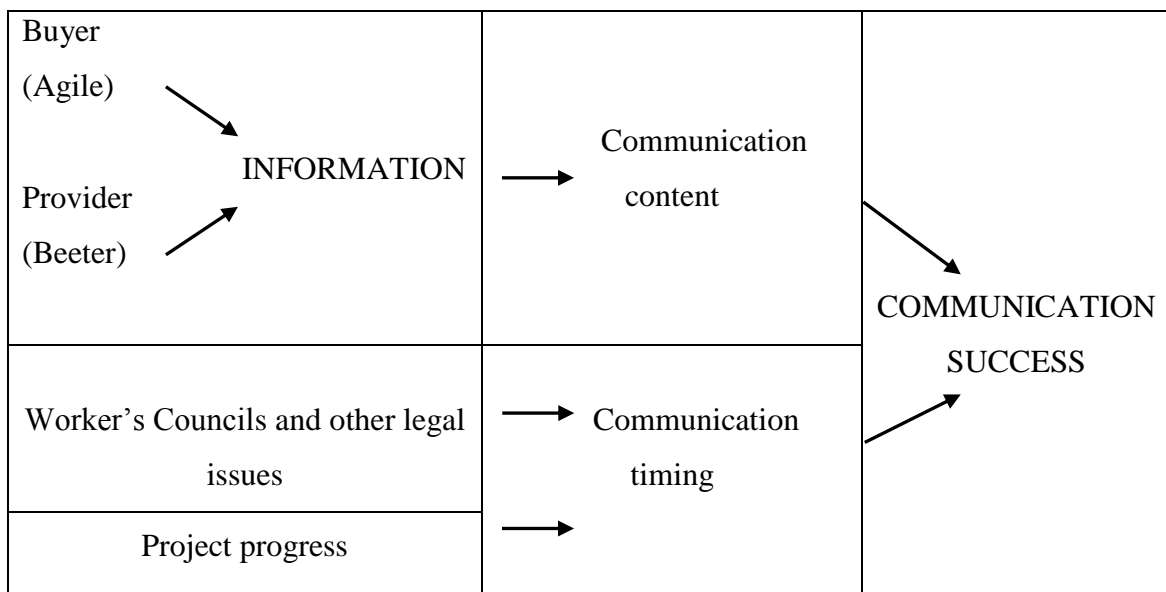 Buyer
(Agile)
INFORMATION
Provider
(Beeter)
Communication
content
COMMUNICATION
SUCCESS
Worker’s Councils and other legal
issues
Communication
timing
Project progress